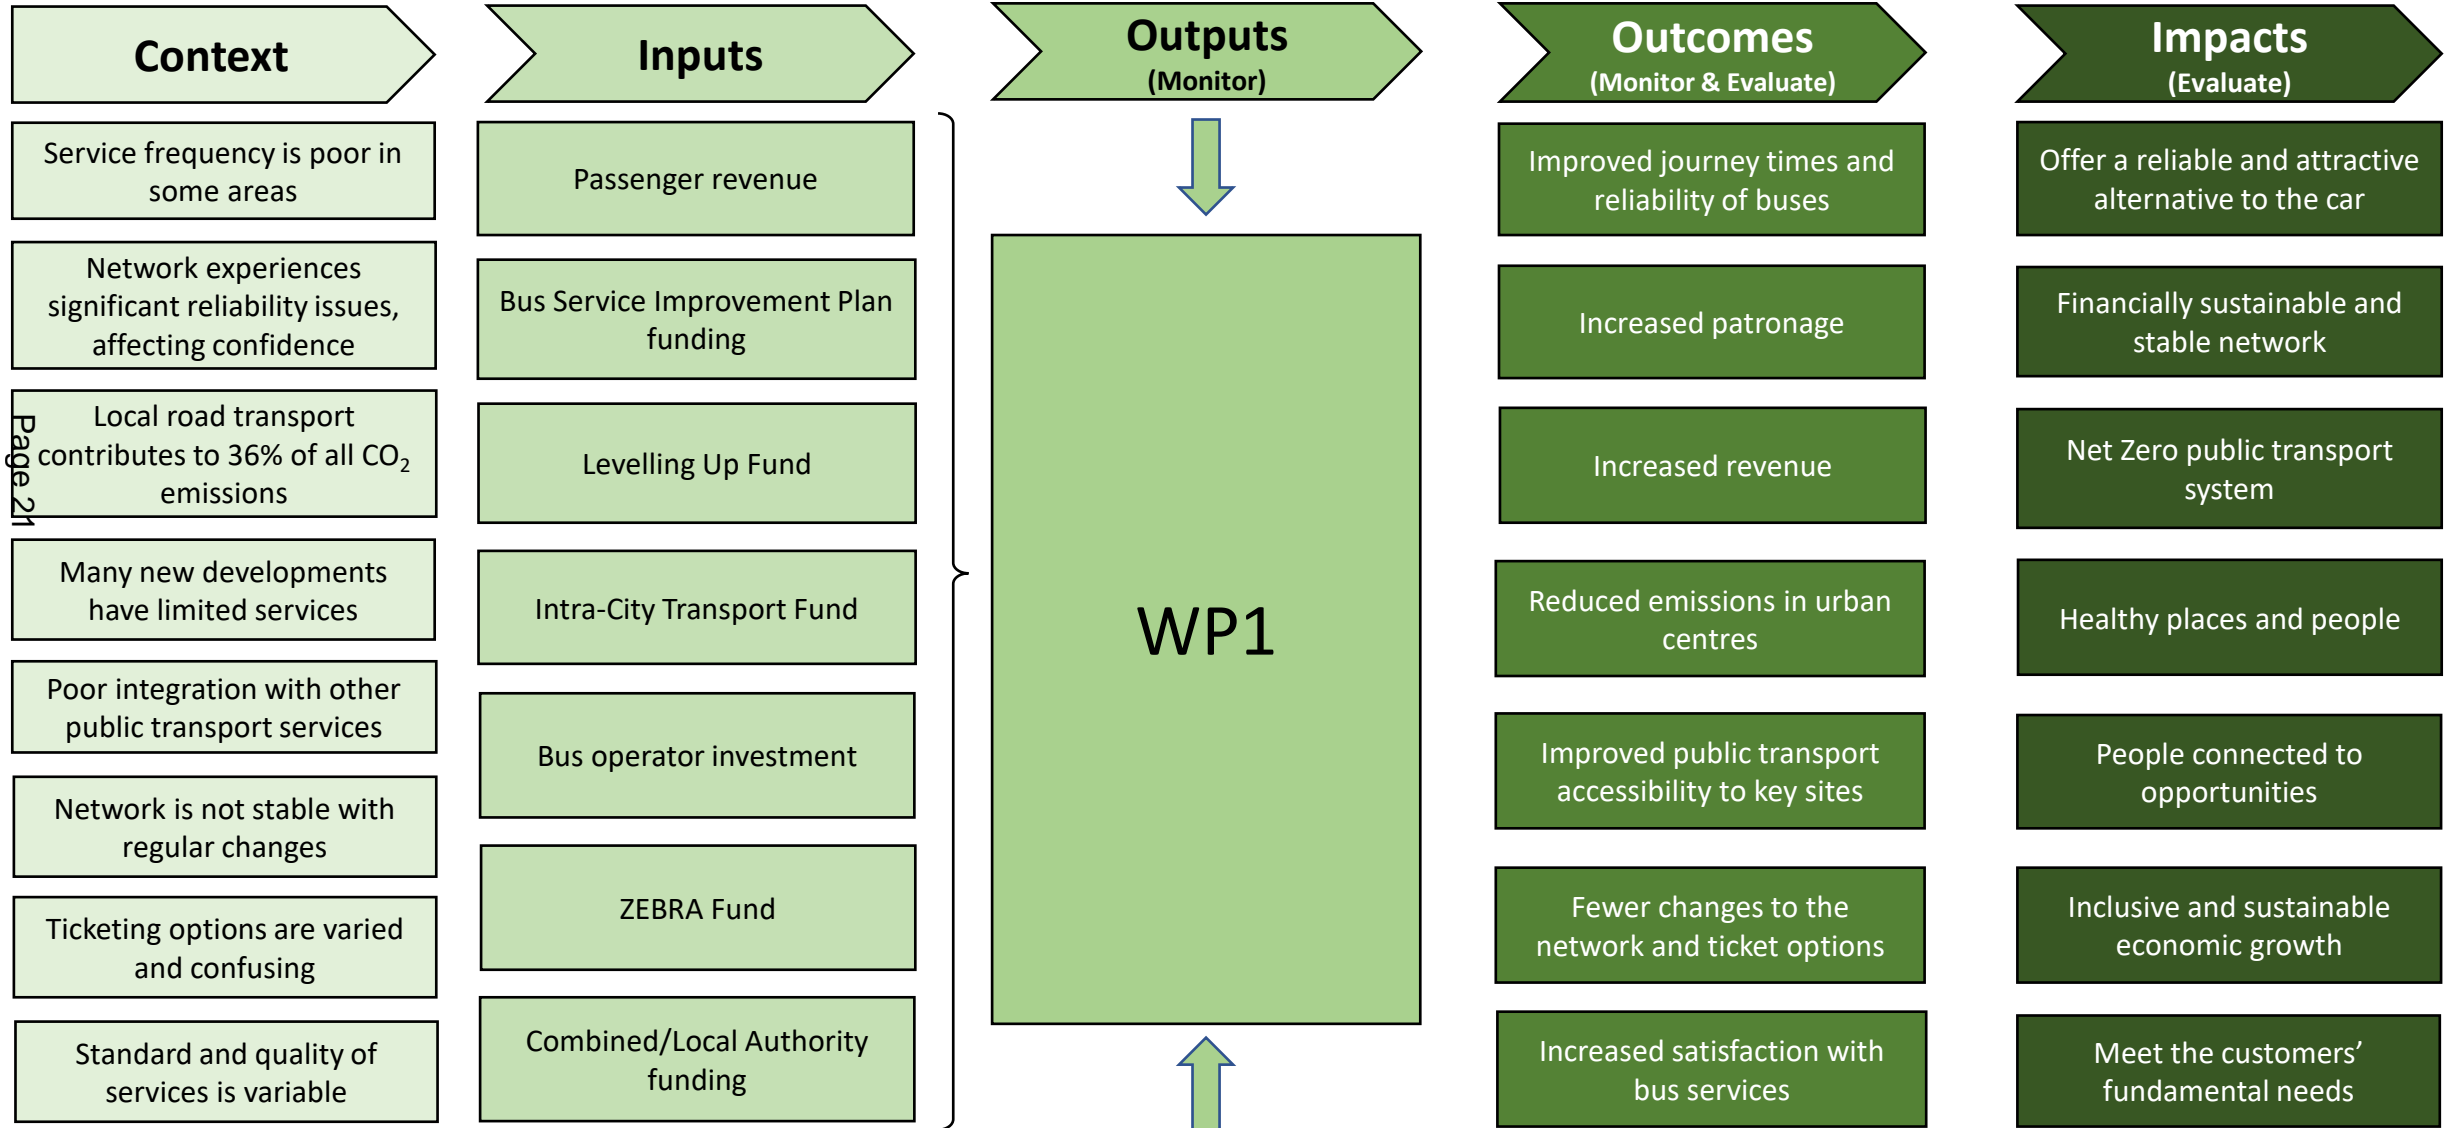 Context
Service frequency is poor in
some areas
Network experiences
significant reliability issues,
affecting confidence
Local road transport
contributes to 36% of all CO₂
emissions
Many new developments
have limited services
Poor integration with other
public transport services
Network is not stable with
regular changes
Ticketing options are varied
and confusing
Standard and quality of
services is variable
Page 21
Inputs
Passenger revenue
Bus Service Improvement Plan
funding
Levelling Up Fund
Intra-City Transport Fund
Bus operator investment
ZEBRA Fund
Combined/Local Authority
funding
Outputs
(Monitor)
WP1
Outcomes
(Monitor & Evaluate)
Improved journey times and
reliability of buses
Increased patronage
Increased revenue
Reduced emissions in urban
centres
Improved public transport
accessibility to key sites
Fewer changes to the
network and ticket options
Increased satisfaction with
bus services
Impacts
(Evaluate)
Offer a reliable and attractive
alternative to the car
Financially sustainable and
stable network
Net Zero public transport
system
Healthy places and people
People connected to
opportunities
Inclusive and sustainable
economic growth
Meet the customers’
fundamental needs